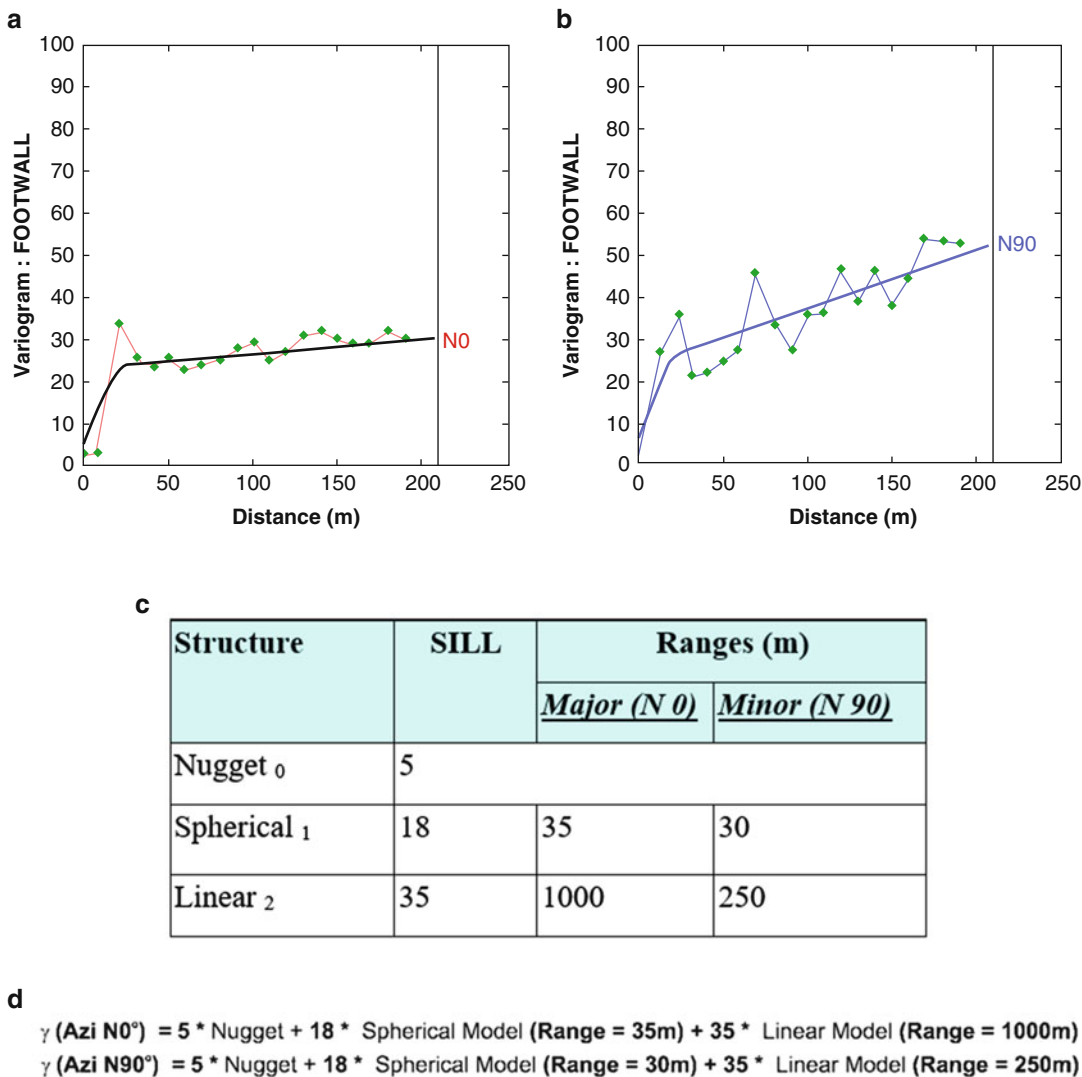 a
100
90
80
70
60
50
40
30
20
10
0
Variogram : FOOTWALL
N0
0 50 100 150 200 250
Distance (m)
b
100
90
80
70
60
50
40
30
20
10
0
Variogram : FOOTWALL
N90
0 50 100 150 200 250
Distance (m)
c
Structure SILL Ranges (m)
Major (N 0) Minor (N 90)
Nugget 0 5
Spherical 1 18 35 30
Linear 2 35 1000 250
d
γ (Azi N0°) = 5 * Nugget + 18 * Spherical Model (Range = 35m) + 35 * Linear Model (Range = 1000m)
γ (Azi N90°) = 5 * Nugget + 18 * Spherical Model (Range = 30m) + 35 * Linear Model (Range = 250m)